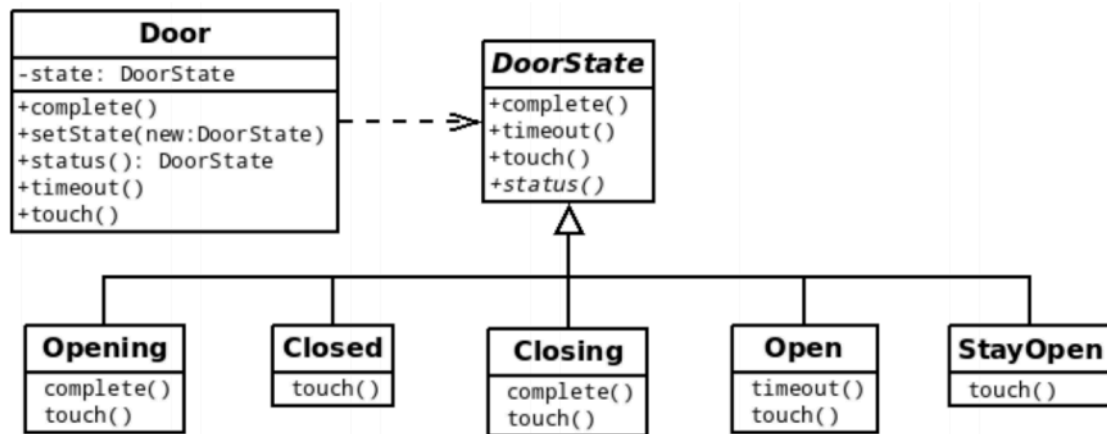 Door
-state: DoorState
+complete()
+setState(new:DoorState)
+status(): DoorState
+timeout()
+touch()
DoorState
+complete()
+timeout()
+touch()
+status()
Opening
complete()
touch()
Closed
touch()
Closing
complete()
touch()
Open
timeout()
touch()
StayOpen
touch()